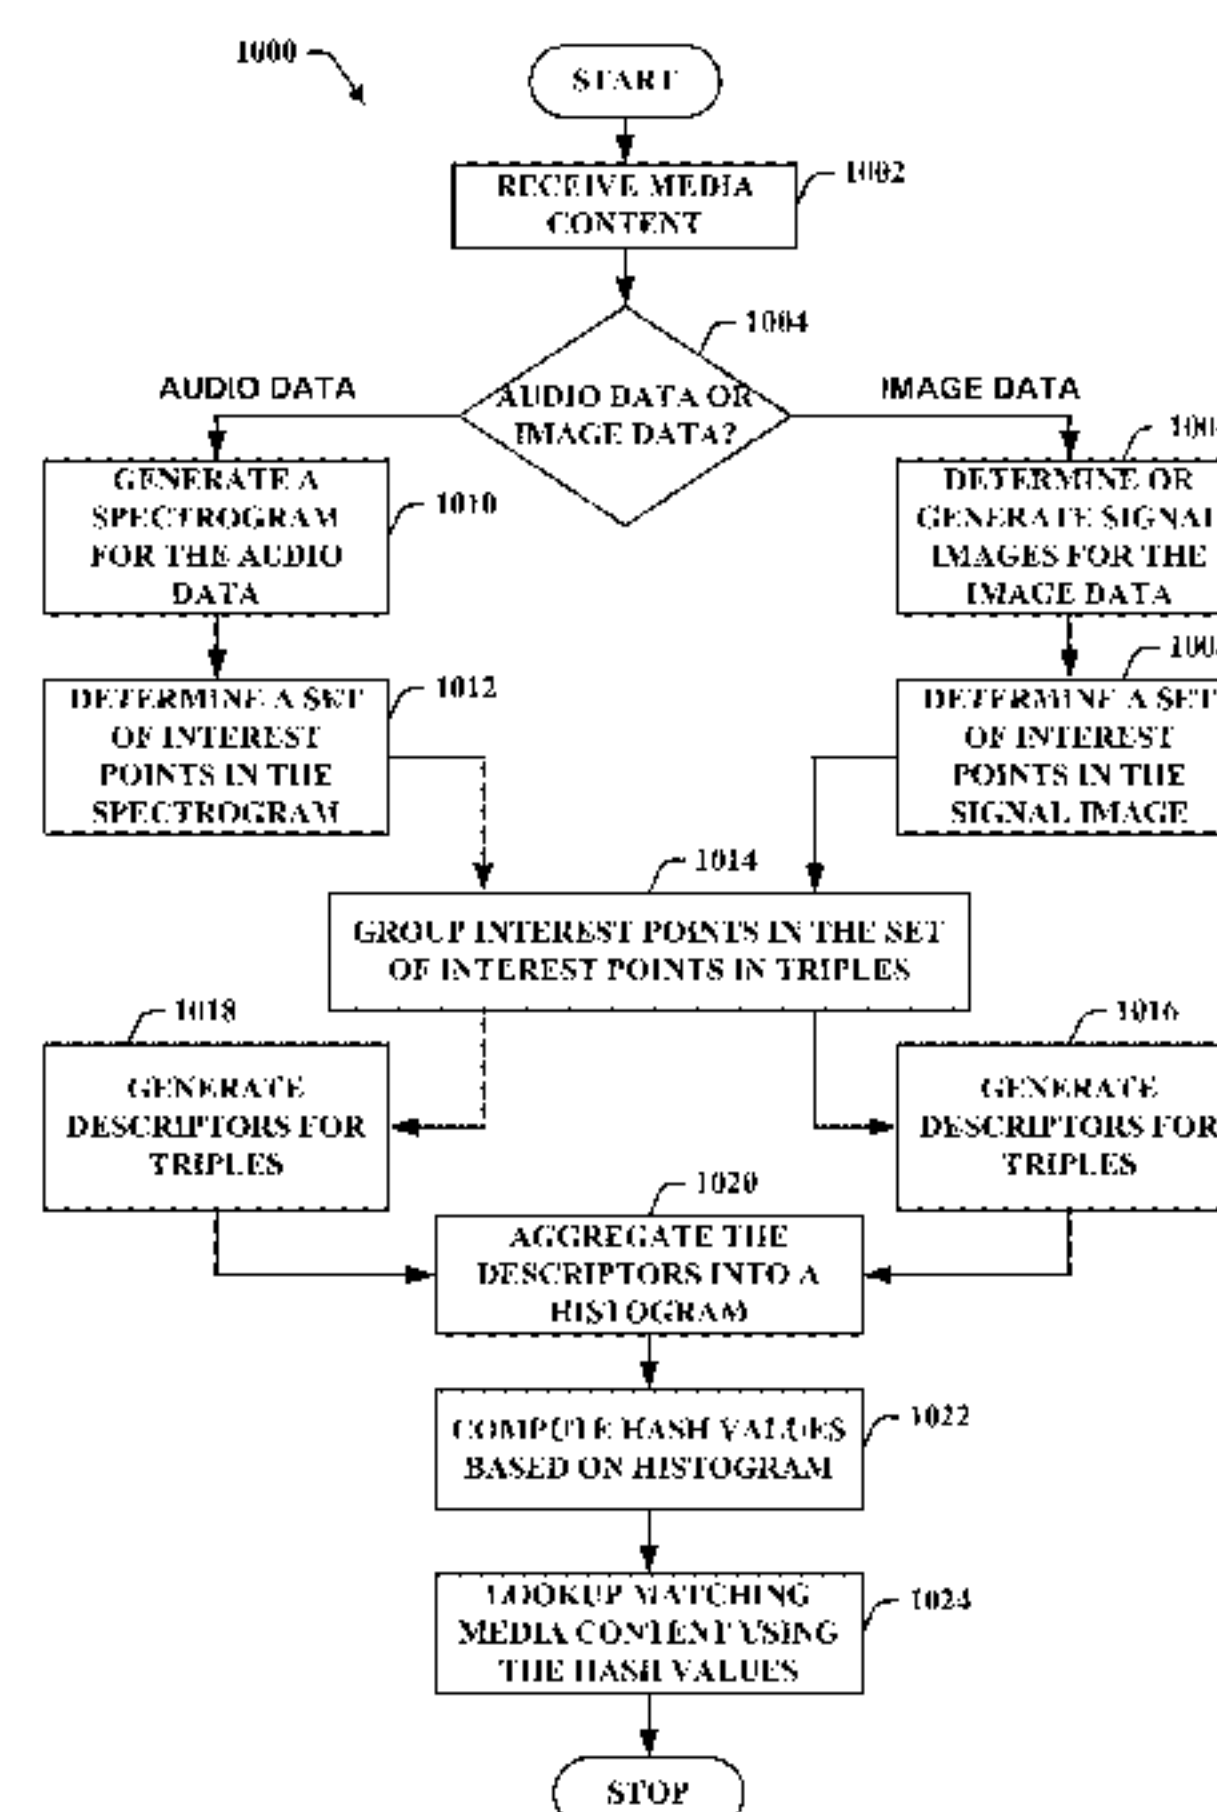 1000
START
RECEIVE MEDIA
CONTENT
1002
1004
AUDIO DATA OR
IMAGE DATA?
AUDIO DATA
IMAGE DATA
GENERATE A
SPECTROGRAM
FOR THE AUDIO
DATA
1010
DETERMINE OR
GENERATE SIGNAL
IMAGES FOR THE
IMAGE DATA
DETERMINE A SET
OF INTEREST
POINTS IN THE
SPECTROGRAM
1012
DETERMINE A SET
OF INTEREST
POINTS IN THE
SIGNAL IMAGE
1014
GROUP INTEREST POINTS IN THE SET
OF INTEREST POINTS IN TRIPLES
1018
GENERATE
DESCRIPTORS FOR
TRIPLES
1016
GENERATE
DESCRIPTORS FOR
TRIPLES
1020
AGGREGATE THE
DESCRIPTORS INTO A
HISTOGRAM
COMPUTE HASH VALUES
BASED ON HISTOGRAM
1022
LOOKUP MATCHING
MEDIA CONTENT USING
THE HASH VALUES
1024
STOP